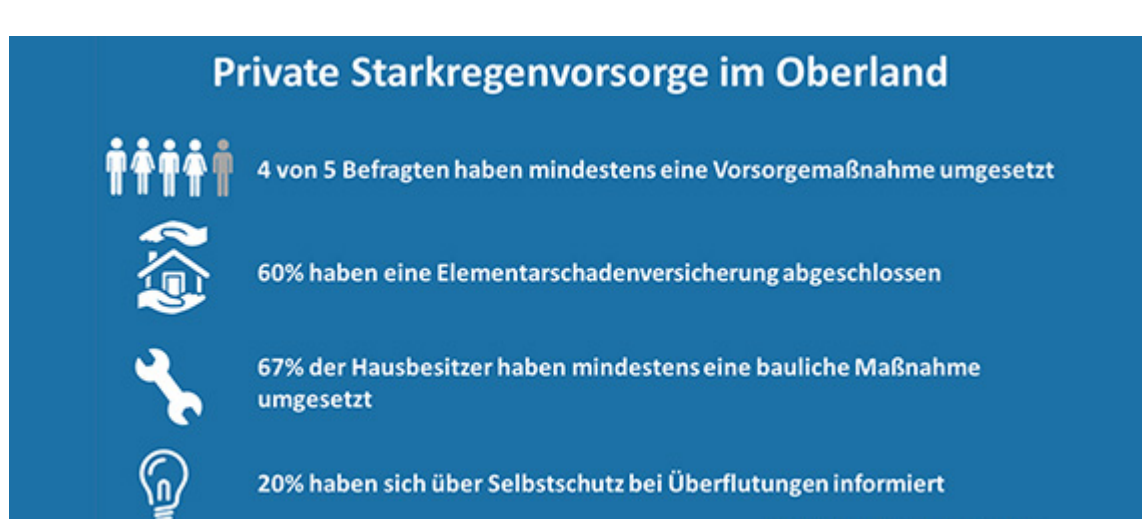 Private Starkregenvorsorge im Oberland
4 von 5 Befragten haben mindestens eine Vorsorgemaßnahme umgesetzt
60% haben eine Elementarschadenversicherung abgeschlossen
67% der Hausbesitzer haben mindestens eine bauliche Maßnahme
umgesetzt
20% haben sich über Selbstschutz bei Überflutungen informiert